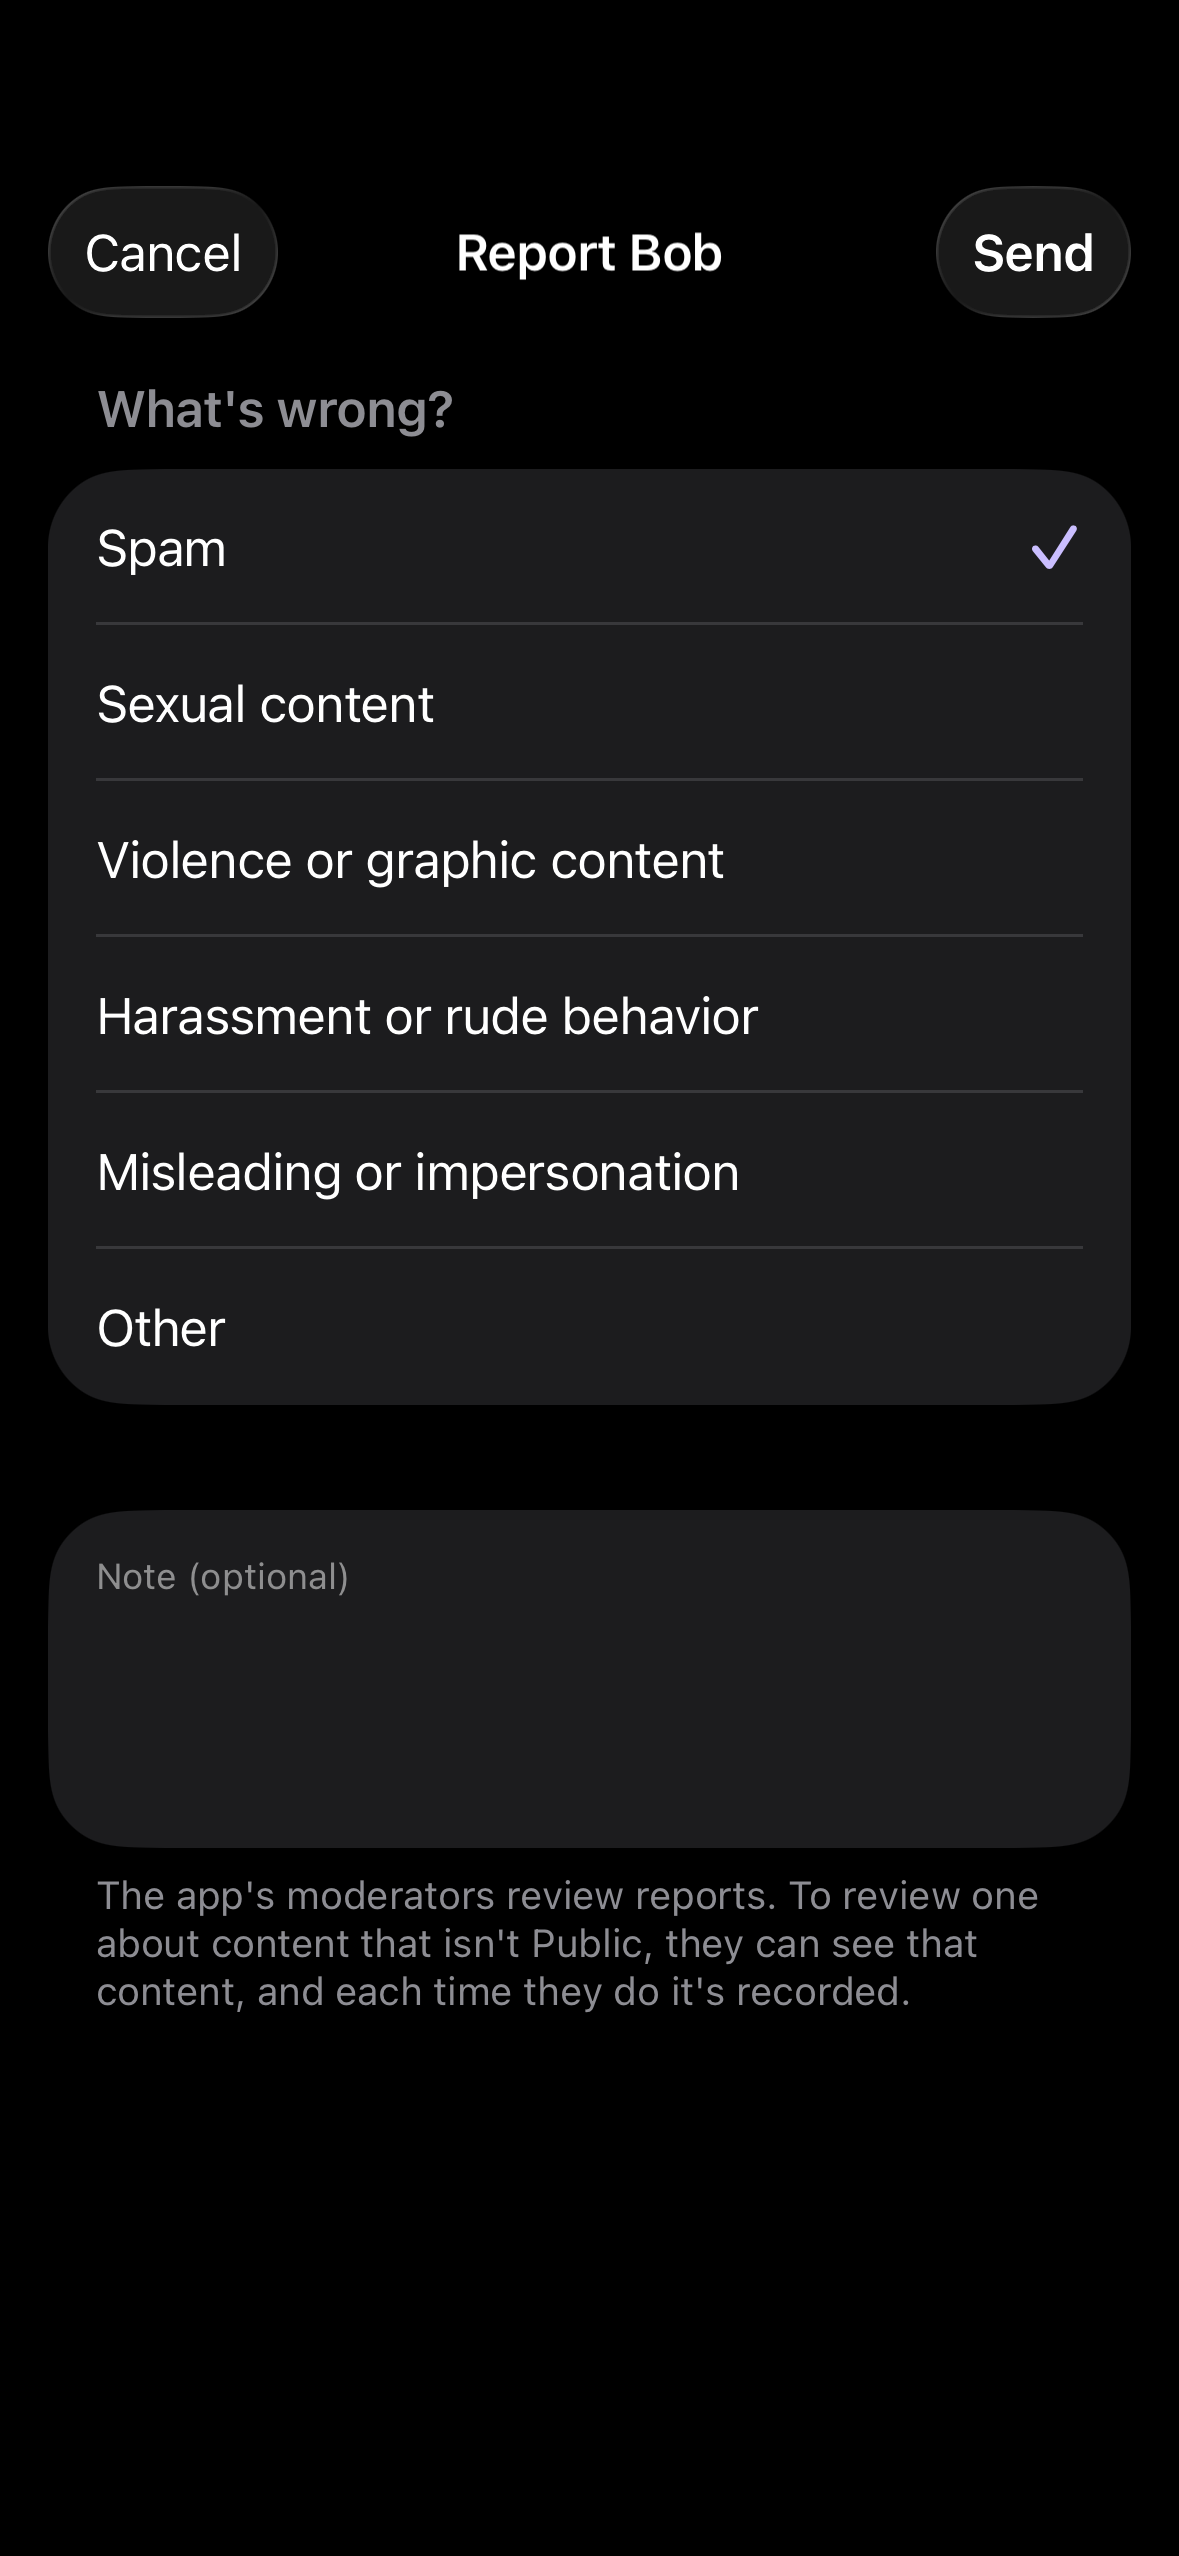 Cancel
Report Bob
Send
What's wrong?
Spam
Sexual content
Violence or graphic content
Harassment or rude behavior
Misleading or impersonation
Other
Note (optional)
The app's moderators review reports. To review one
about content that isn't Public, they can see that
content, and each time they do it's recorded.